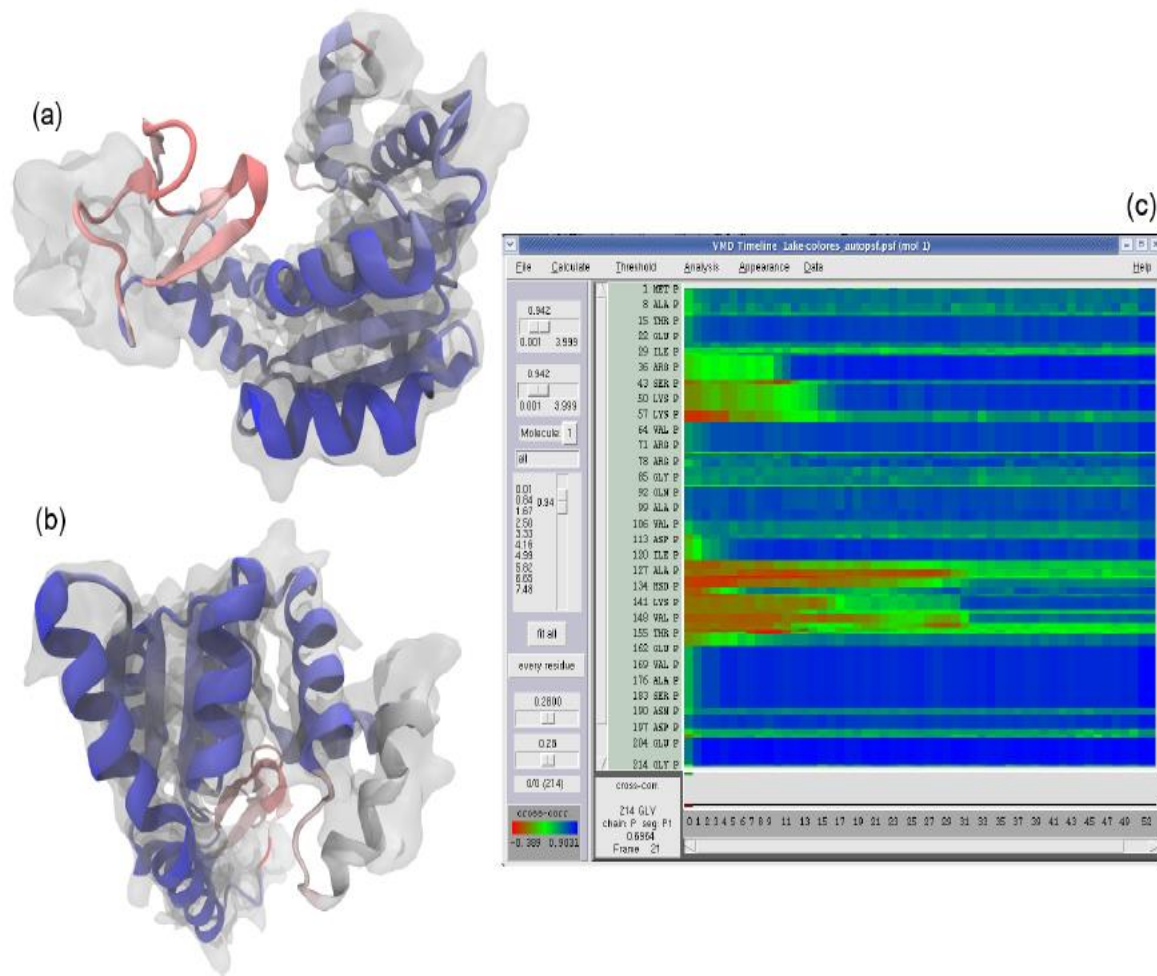 (a)
(b)
(c)
VMD Timeline 1ake-colores_autopsf.psf (mol 1)
File Calculate Threshold Analysis Appearance Data Help
0.942
0.001 3.999
0.942
0.001 3.999
Molecule: 1
all
0.01
0.84 0.94
1.67
2.50
3.33
4.16
4.99
5.82
6.65
7.48
fit all
every residue
0.2800
0.28
0/0 (214)
cross-corr
-0.389 0.9031
1 MET P
8 ALA P
15 THR P
22 GLU P
29 ILE P
36 ARG P
43 SER P
50 LYS P
57 LYS P
64 VAL P
71 ARG P
78 ARG P
85 GLY P
92 GLN P
99 ALA P
106 VAL P
113 ASP P
120 ILE P
127 ALA P
134 HSD P
141 LYS P
148 VAL P
155 THR P
162 GLU P
169 VAL P
176 ALA P
183 SER P
190 ASN P
197 ASP P
204 GLU P
214 GLY P
cross-corr
214 GLY
chain: P seg: P1
0.6964
Frame 21
0 1 2 3 4 5 6 7 8 9 11 13 15 17 19 21 23 25 27 29 31 33 35 37 39 41 43 45 47 49 52